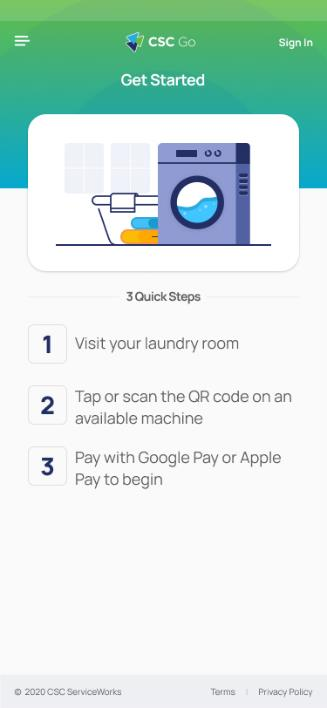 CSC Go
Sign In
Get Started
3 Quick Steps
1 Visit your laundry room
2 Tap or scan the QR code on an
available machine
3 Pay with Google Pay or Apple
Pay to begin
© 2020 CSC ServiceWorks
Terms | Privacy Policy